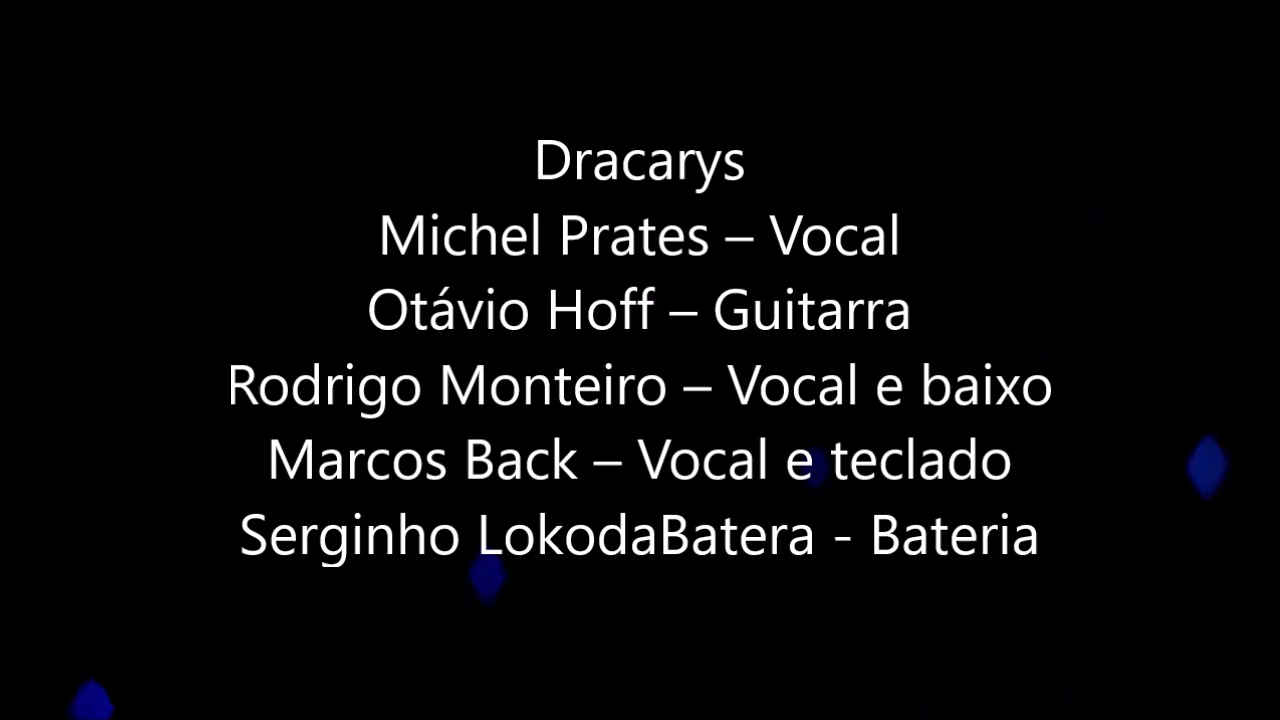 Dracarys
Michel Prates – Vocal
Otávio Hoff – Guitarra
Rodrigo Monteiro – Vocal e baixo
Marcos Back – Vocal e teclado
Serginho LokodaBatera - Bateria